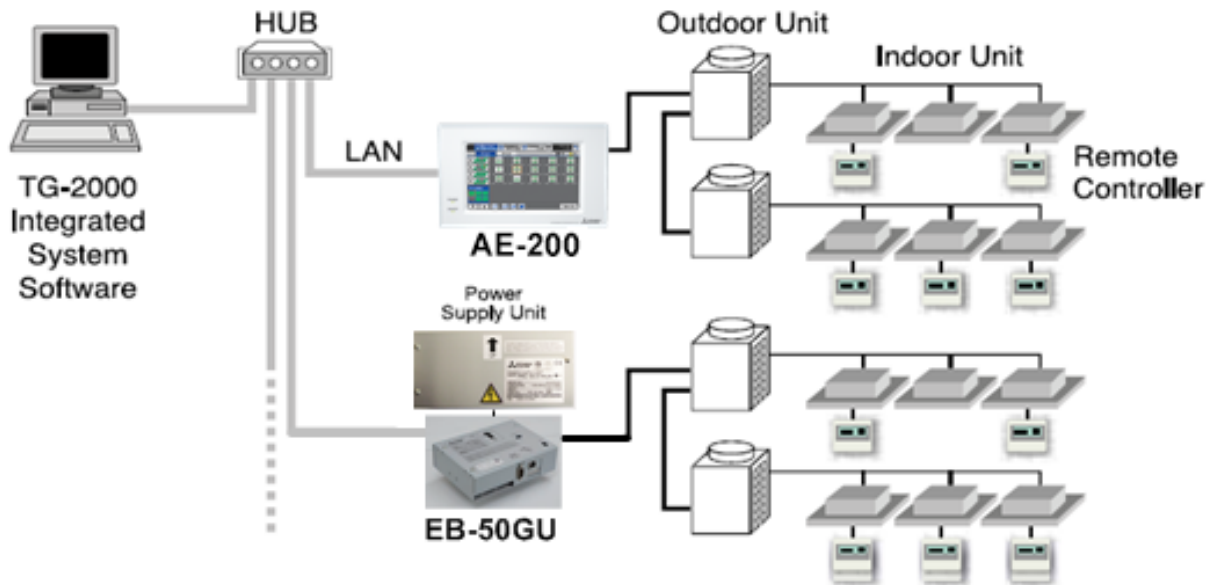 HUB
Outdoor Unit
Indoor Unit
LAN
Remote
Controller
TG-2000
Integrated
System
Software
AE-200
Power
Supply Unit
EB-50GU